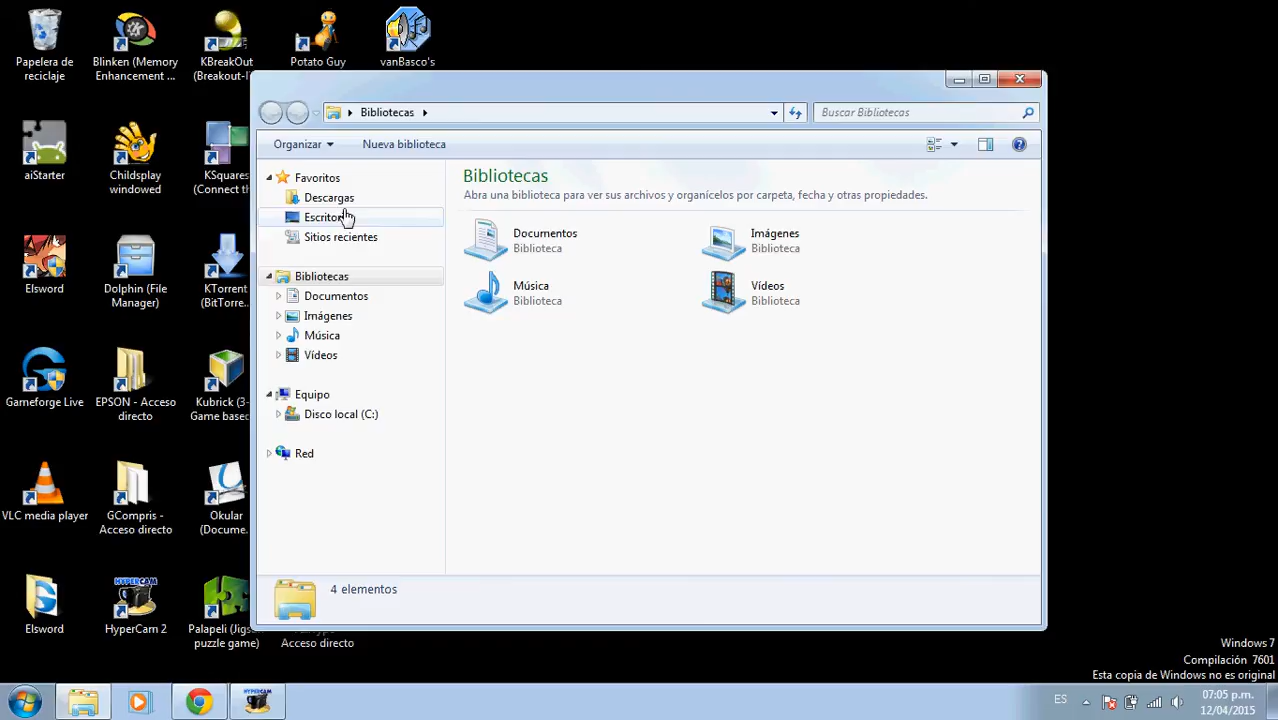 Papelera de
reciclaje
Blinken (Memory
Enhancement ...
KBreakOut
(Breakout-l
Potato Guy
vanBasco's
aiStarter
Childsplay
windowed
KSquares
(Connect th
Elsword
Dolphin (File
Manager)
KTorrent
(BitTorre..
Gameforge Live
EPSON - Acceso
directo
Kubrick (3-
Game based
VLC media player
GCompris -
Acceso directo
Okular
(Docume..
Elsword
HYPERCAM
HyperCam 2
Palapeli (Jigs
puzzle game)
Acceso directo
Bibliotecas
Buscar Bibliotecas
Organizar
Nueva biblioteca
Favoritos
Descargas
Sitios recientes
Bibliotecas
Documentos
Imágenes
Música
Vídeos
Equipo
Disco local (C:)
Red
Bibliotecas
Abra una biblioteca para ver sus archivos y organícelos por carpeta, fecha y otras propiedades.
Documentos
Biblioteca
Imágenes
Biblioteca
Música
Biblioteca
Vídeos
Biblioteca
4 elementos
Windows 7
Compilación 7601
Esta copia de Windows no es original
HYPERCAM
ES
07:05 p.m.
12/04/2015